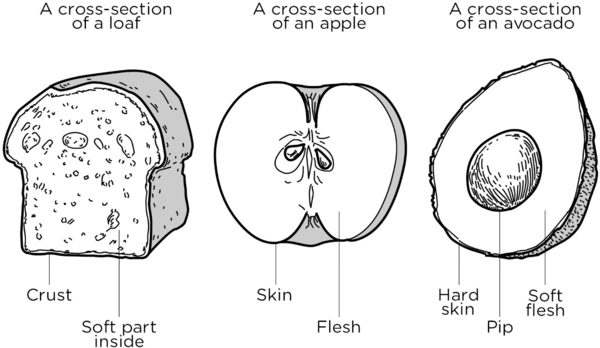 A cross-section
of a loaf
A cross-section
of an apple
A cross-section
of an avocado
Crust
Soft part
inside
Skin
Flesh
Hard
skin
Pip
Soft
flesh